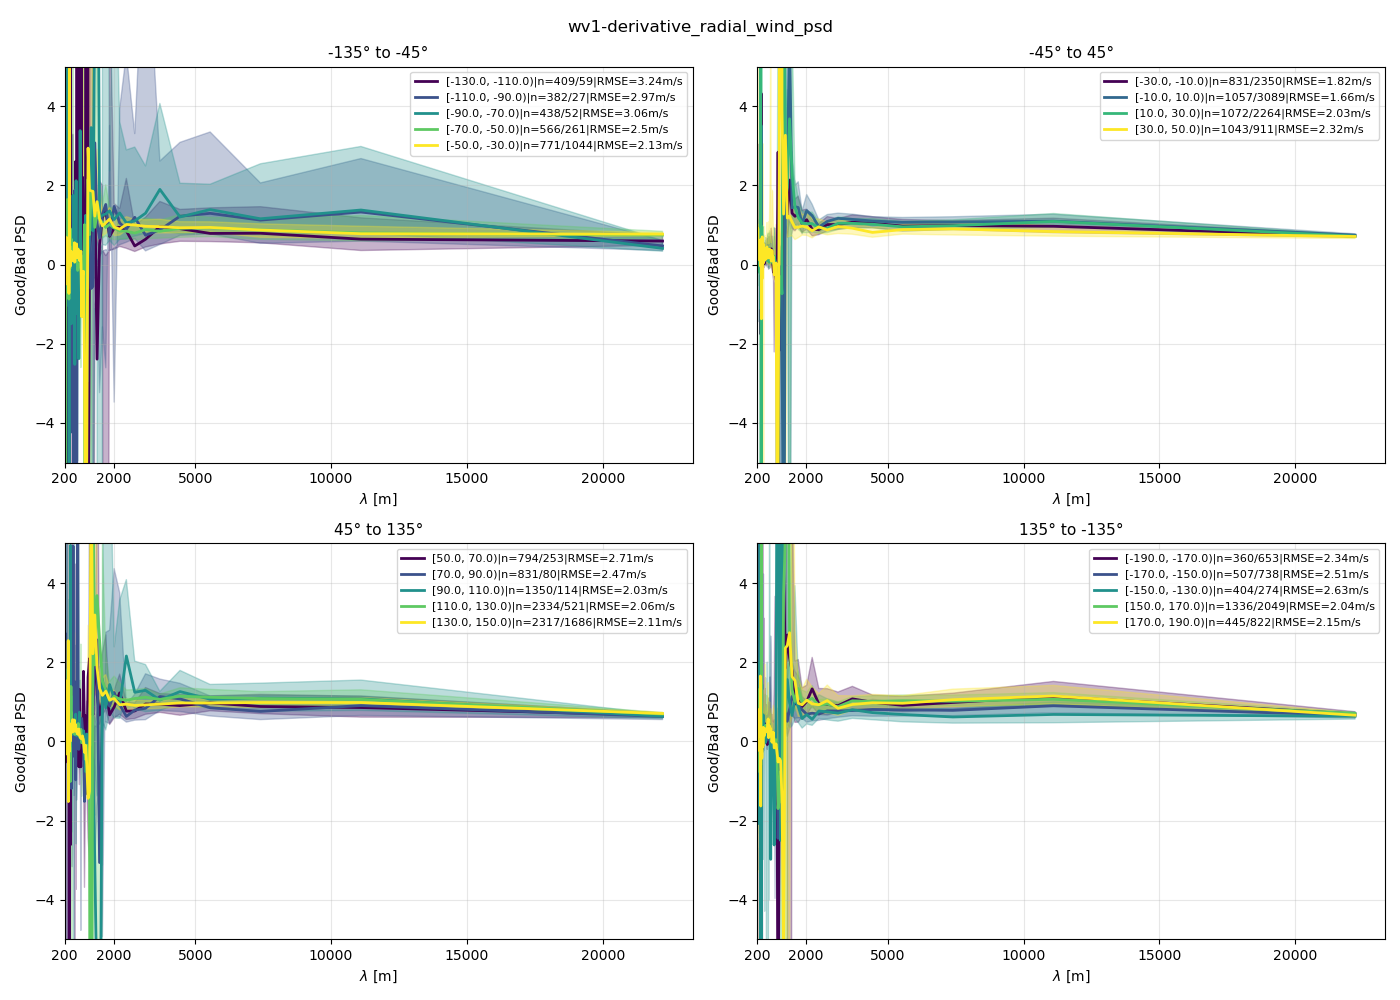 wv1-derivative_radial_wind_psd
-135° to -45°
4
2
0
−2
−4
Good/Bad PSD
[-130.0, -110.0)|n=409/59|RMSE=3.24m/s
[-110.0, -90.0)|n=382/27|RMSE=2.97m/s
[-90.0, -70.0)|n=438/52|RMSE=3.06m/s
[-70.0, -50.0)|n=566/261|RMSE=2.5m/s
[-50.0, -30.0)|n=771/1044|RMSE=2.13m/s
200 2000 5000 10000 15000 20000
λ [m]
-45° to 45°
4
2
0
−2
−4
Good/Bad PSD
[-30.0, -10.0)|n=831/2350|RMSE=1.82m/s
[-10.0, 10.0)|n=1057/3089|RMSE=1.66m/s
[10.0, 30.0)|n=1072/2264|RMSE=2.03m/s
[30.0, 50.0)|n=1043/911|RMSE=2.32m/s
200 2000 5000 10000 15000 20000
λ [m]
45° to 135°
4
2
0
−2
−4
Good/Bad PSD
[50.0, 70.0)|n=794/253|RMSE=2.71m/s
[70.0, 90.0)|n=831/80|RMSE=2.47m/s
[90.0, 110.0)|n=1350/114|RMSE=2.03m/s
[110.0, 130.0)|n=2334/521|RMSE=2.06m/s
[130.0, 150.0)|n=2317/1686|RMSE=2.11m/s
200 2000 5000 10000 15000 20000
λ [m]
135° to -135°
4
2
0
−2
−4
Good/Bad PSD
[-190.0, -170.0)|n=360/653|RMSE=2.34m/s
[-170.0, -150.0)|n=507/738|RMSE=2.51m/s
[-150.0, -130.0)|n=404/274|RMSE=2.63m/s
[150.0, 170.0)|n=1336/2049|RMSE=2.04m/s
[170.0, 190.0)|n=445/822|RMSE=2.15m/s
200 2000 5000 10000 15000 20000
λ [m]